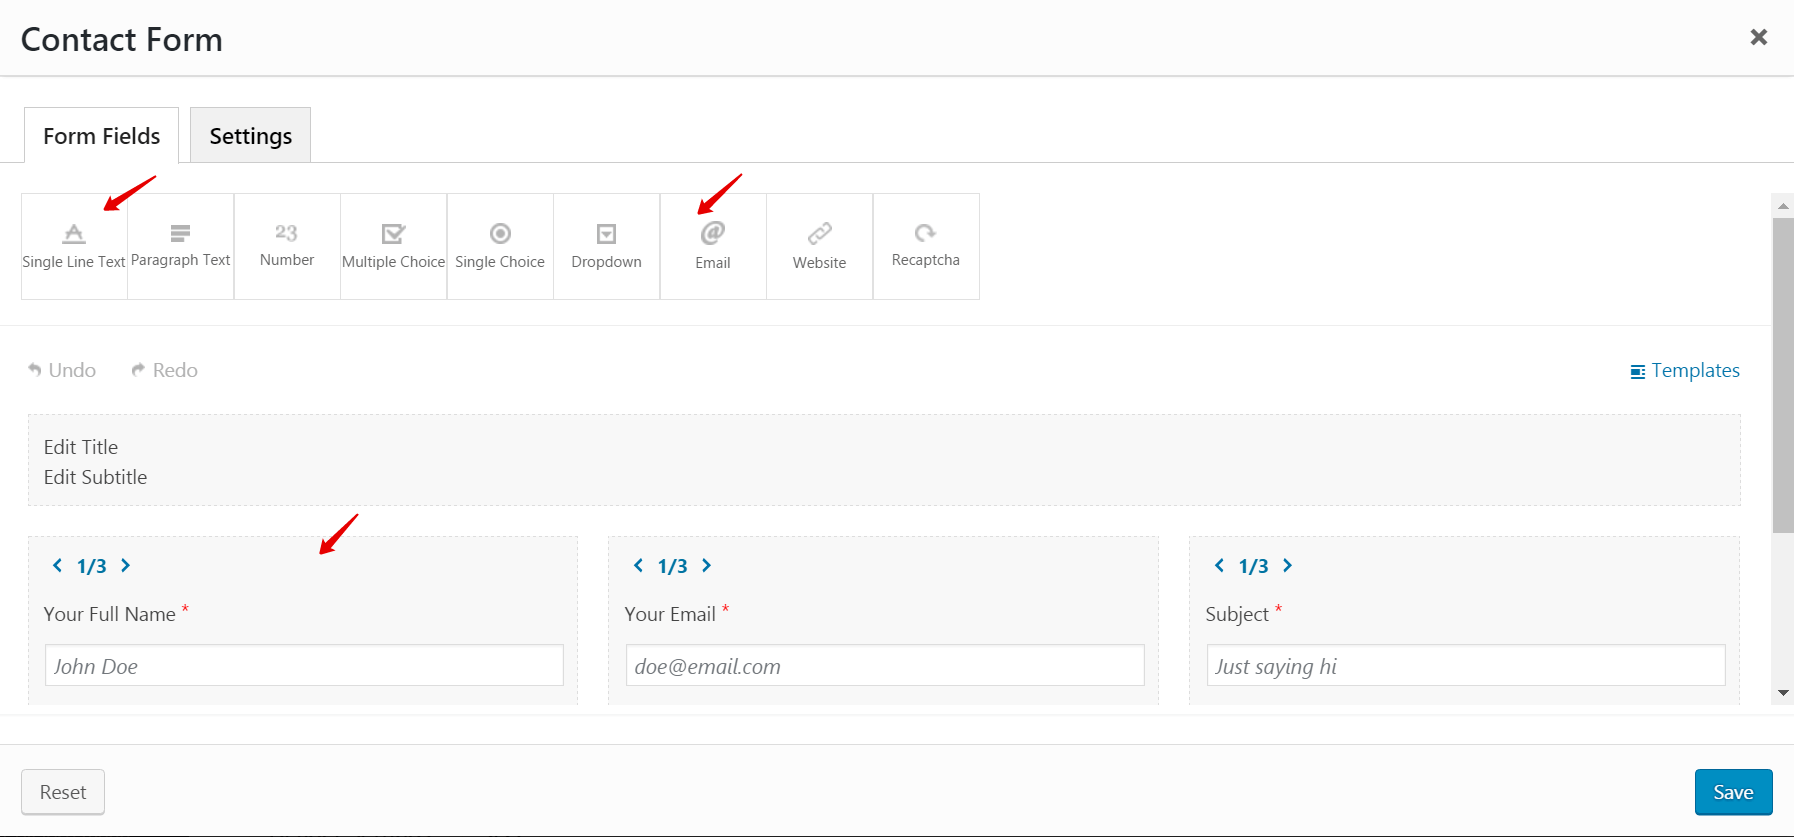 Contact Form
Form Fields
Settings
Single Line Text
Paragraph Text
23
Number
Multiple Choice
Single Choice
Dropdown
@
Email
Website
Recaptcha
Undo
Redo
Templates
Edit Title
Edit Subtitle
1/3
1/3
1/3
Your Full Name *
Your Email *
Subject *
John Doe
doe@email.com
Just saying hi
Reset
Save